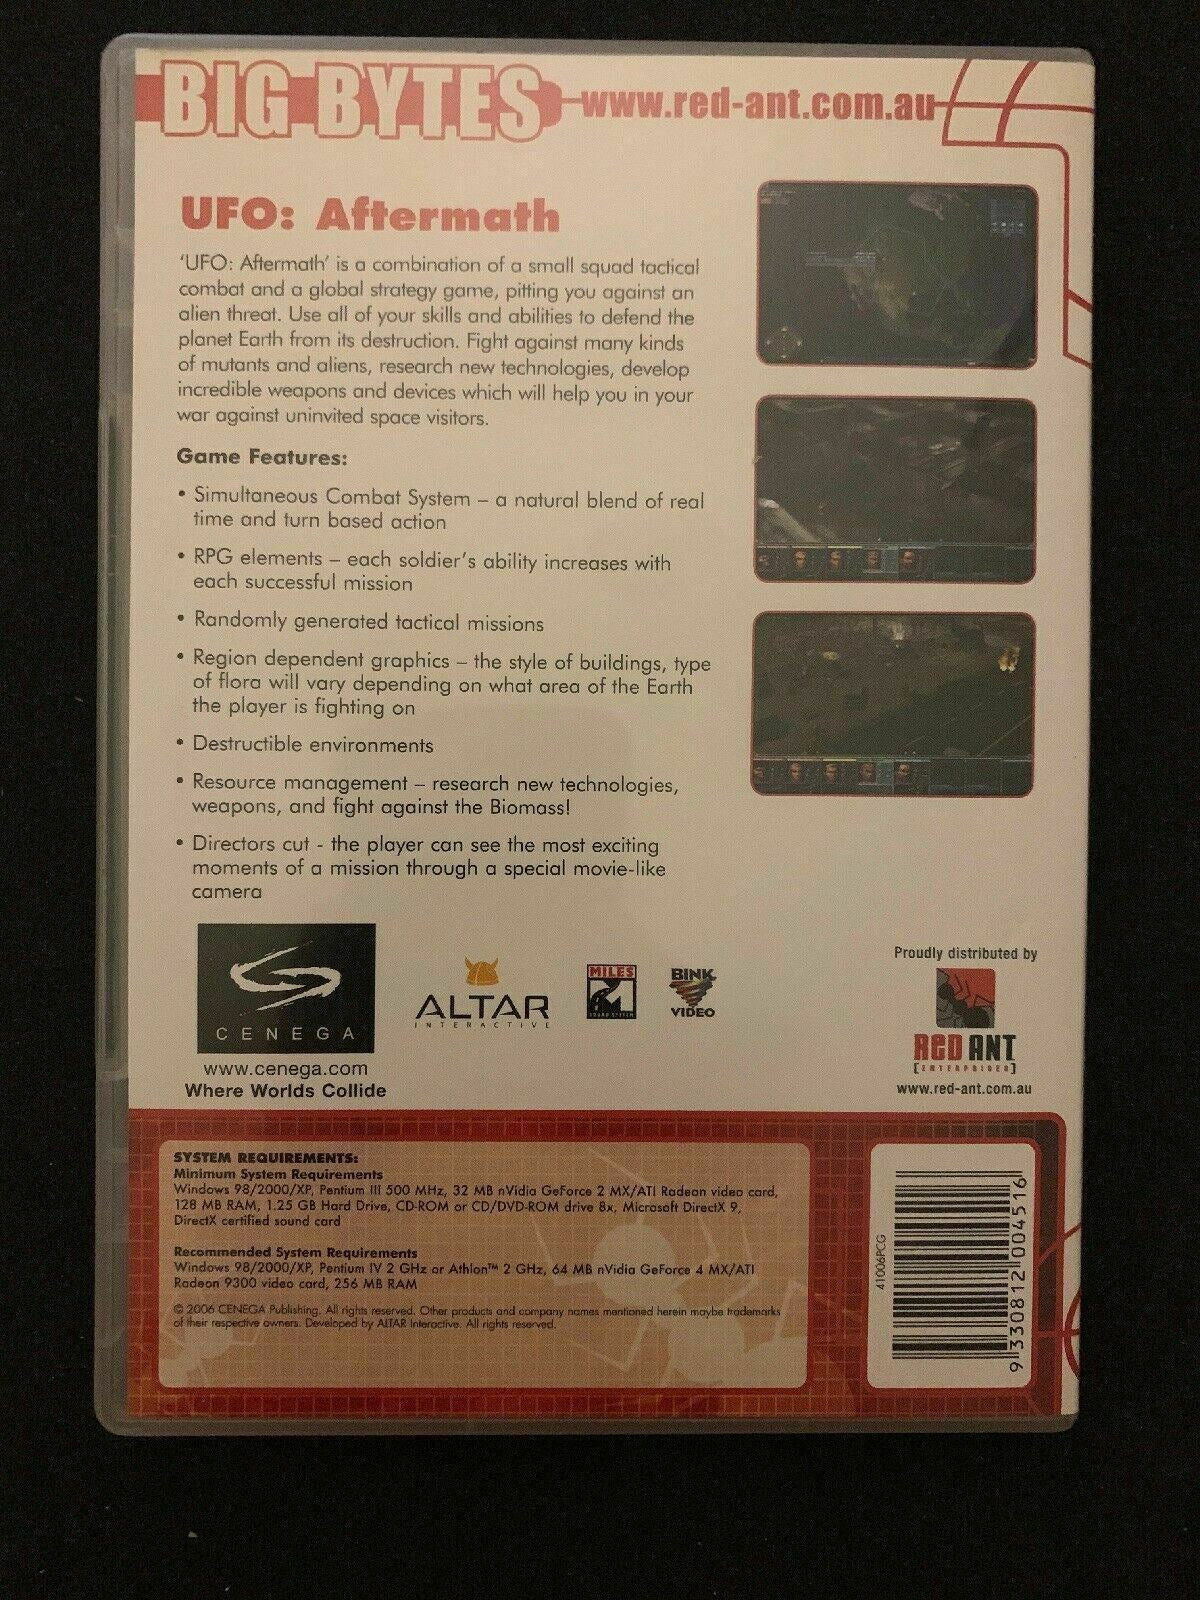 BIG BYTES
www.red-ant.com.au
UFO: Aftermath
'UFO: Aftermath' is a combination of a small squad tactical
combat and a global strategy game, pitting you against an
alien threat. Use all of your skills and abilities to defend the
planet Earth from its destruction. Fight against many kinds
of mutants and aliens, research new technologies, develop
incredible weapons and devices which will help you in your
war against uninvited space visitors.
Game Features:
• Simultaneous Combat System – a natural blend of real
time and turn based action
• RPG elements – each soldier's ability increases with
each successful mission
• Randomly generated tactical missions
• Region dependent graphics – the style of buildings, type
of flora will vary depending on what area of the Earth
the player is fighting on
• Destructible environments
• Resource management – research new technologies,
weapons, and fight against the Biomass!
• Directors cut - the player can see the most exciting
moments of a mission through a special movie-like
camera
CENEGA
www.cenega.com
Where Worlds Collide
ALTAR
INTERACTIVE
MILES
SOUND SYSTEM
BINK
VIDEO
Proudly distributed by
RED ANT
[ENTERPRISES]
www.red-ant.com.au
SYSTEM REQUIREMENTS:
Minimum System Requirements
Windows 98/2000/XP, Pentium III 500 MHz, 32 MB nVidia GeForce 2 MX/ATI Radeon video card,
128 MB RAM, 1.25 GB Hard Drive, CD-ROM or CD/DVD-ROM drive 8x, Microsoft DirectX 9,
DirectX certified sound card
Recommended System Requirements
Windows 98/2000/XP, Pentium IV 2 GHz or Athlon™ 2 GHz, 64 MB nVidia GeForce 4 MX/ATI
Radeon 9300 video card, 256 MB RAM
© 2006 CENEGA Publishing. All rights reserved. Other products and company names mentioned herein maybe trademarks
of their respective owners. Developed by ALTAR Interactive. All rights reserved.
41006PCG
9 330812 004516